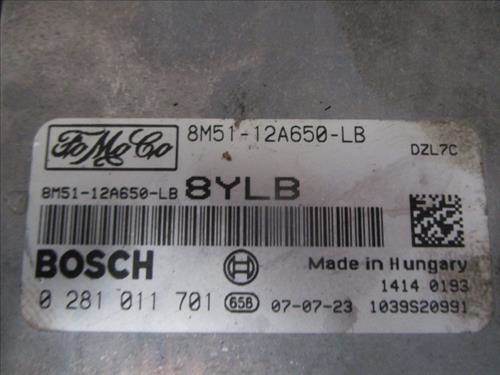 FoMoCo 8M51-12A650-LB
DZL7C
8M51-12A650-LB 8YLB
BOSCH Made in Hungary
1414 0193
0 281 011 701 658 07-07-23 1039S20991